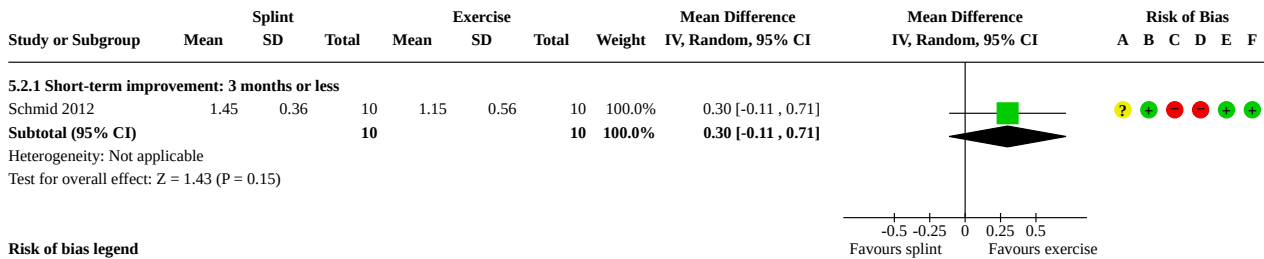 Splint Exercise Mean Difference Mean Difference Risk of Bias
Study or Subgroup Mean SD Total Mean SD Total Weight IV, Random, 95% CI IV, Random, 95% CI A B C D E F
5.2.1 Short-term improvement: 3 months or less
Schmid 2012 1.45 0.36 10 1.15 0.56 10 100.0% 0.30 [-0.11 , 0.71] ? + − − + +
Subtotal (95% CI) 10 10 100.0% 0.30 [-0.11 , 0.71]
Heterogeneity: Not applicable
Test for overall effect: Z = 1.43 (P = 0.15)
-0.5 -0.25 0 0.25 0.5
Risk of bias legend Favours splint Favours exercise